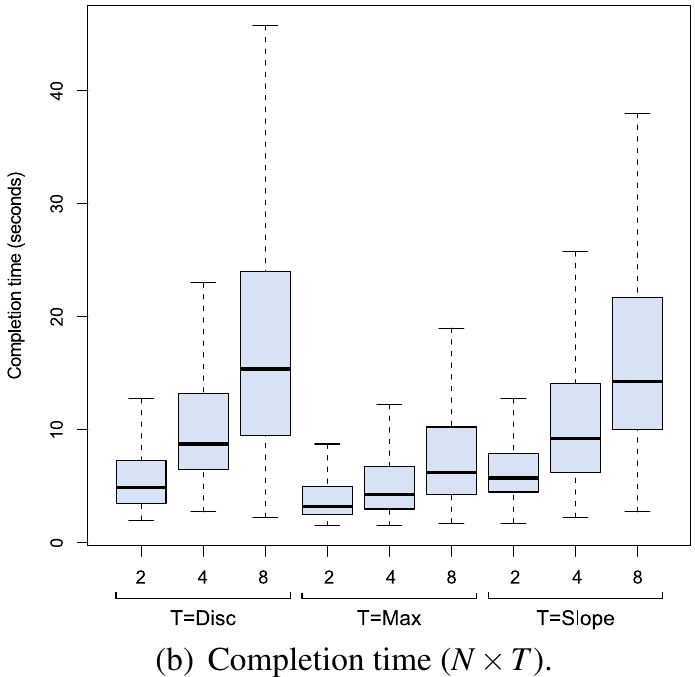 Completion time (seconds)
40
30
20
10
0
2 4 8 2 4 8 2 4 8
T=Disc T=Max T=Slope
(b) Completion time (N × T).